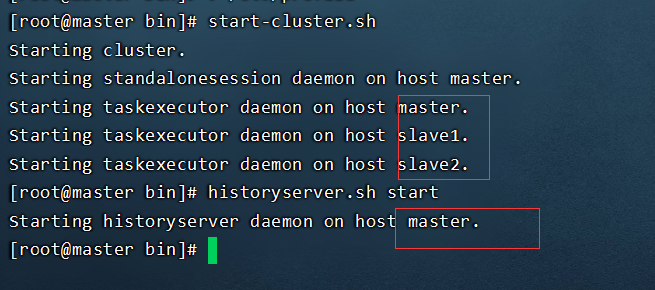 [root@master bin]# start-cluster.sh
Starting cluster.
Starting standalonesession daemon on host master.
Starting taskexecutor daemon on host master.
Starting taskexecutor daemon on host slave1.
Starting taskexecutor daemon on host slave2.
[root@master bin]# historyserver.sh start
Starting historyserver daemon on host master.
[root@master bin]#